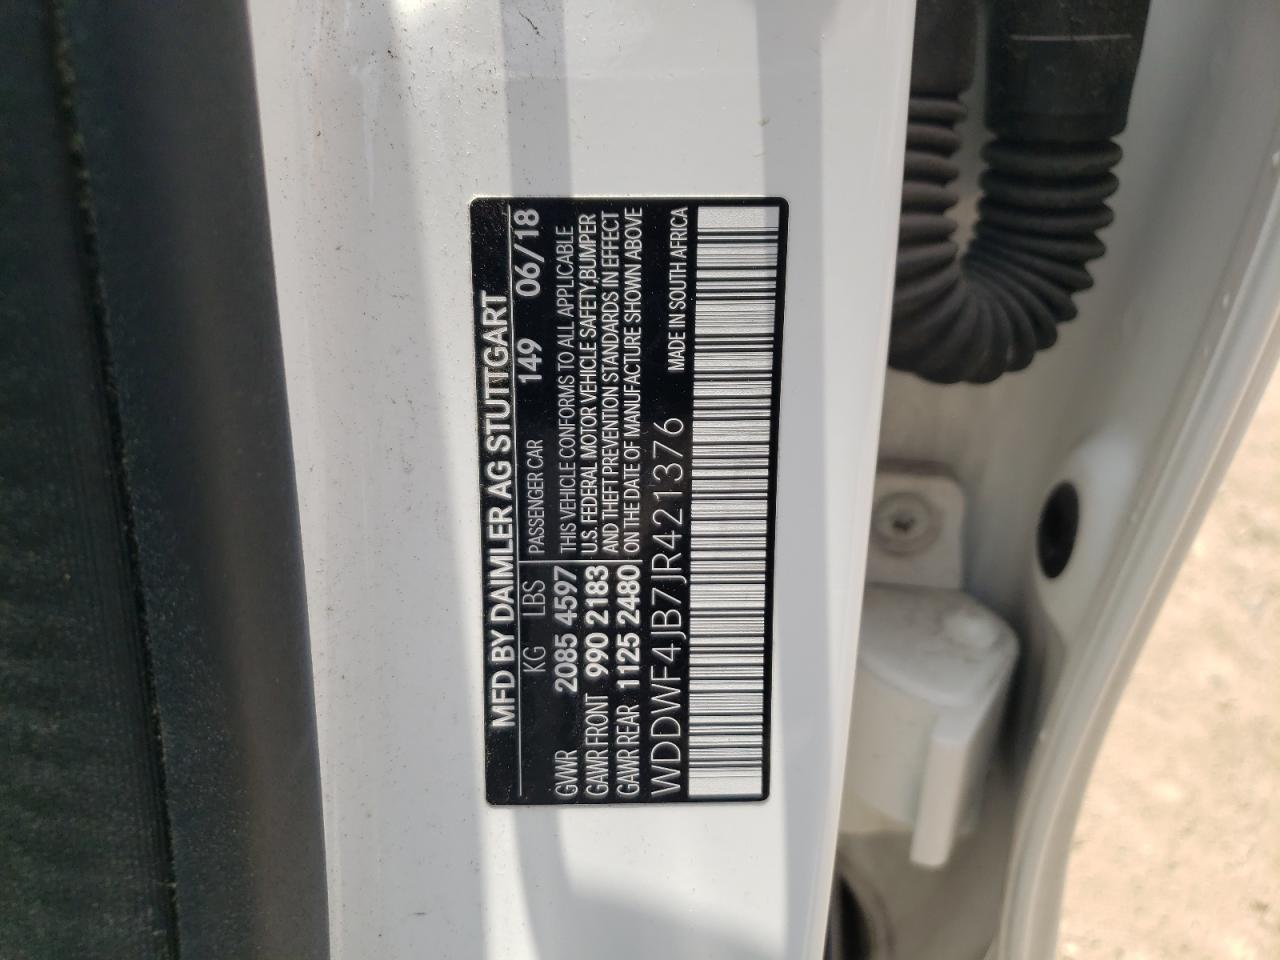 MFD BY DAIMLER AG STUTTGART
KG LBS PASSENGER CAR 149 06/18
GVWR 2085 4597 THIS VEHICLE CONFORMS TO ALL APPLICABLE
GAWR FRONT 990 2183 U.S. FEDERAL MOTOR VEHICLE SAFETY,BUMPER
GAWR REAR 1125 2480 AND THEFT PREVENTION STANDARDS IN EFFECT
ON THE DATE OF MANUFACTURE SHOWN ABOVE
WDDWF4JB7JR421376 MADE IN SOUTH AFRICA